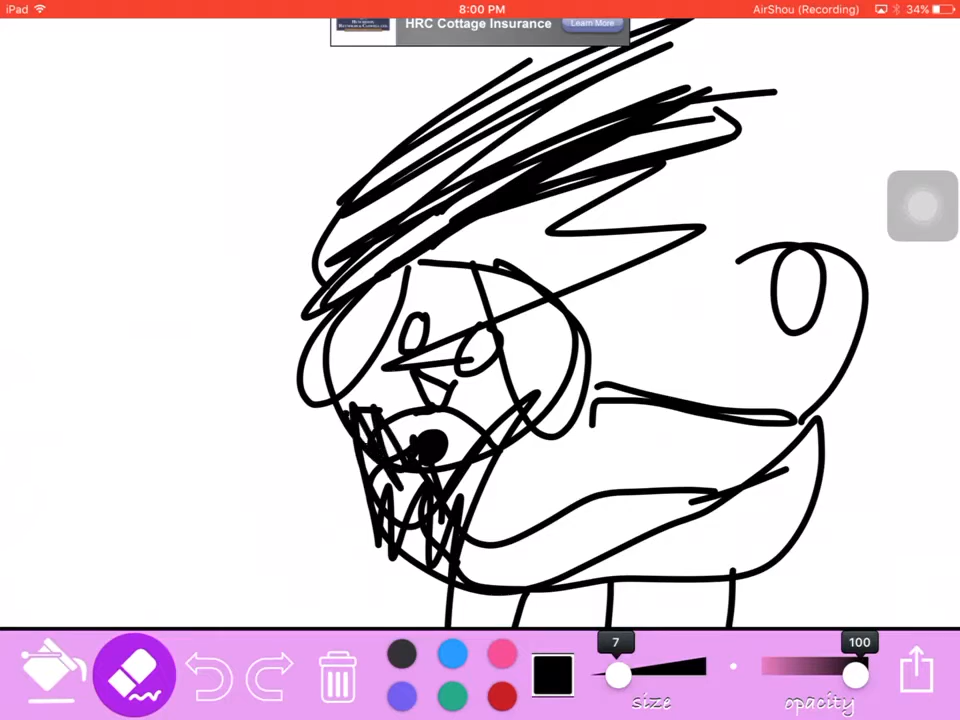 iPad
8:00 PM
AirShou (Recording)
34%
HRC Cottage Insurance
Learn More
7
100
size
opacity